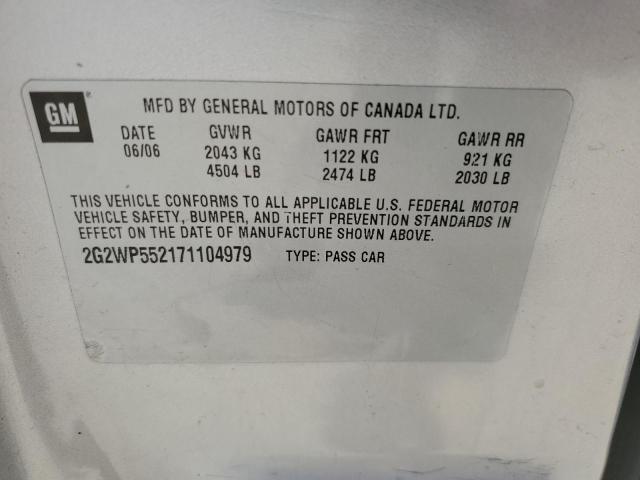 GM ®
MFD BY GENERAL MOTORS OF CANADA LTD.
DATE GVWR GAWR FRT GAWR RR
06/06 2043 KG 1122 KG 921 KG
4504 LB 2474 LB 2030 LB
THIS VEHICLE CONFORMS TO ALL APPLICABLE U.S. FEDERAL MOTOR
VEHICLE SAFETY, BUMPER, AND THEFT PREVENTION STANDARDS IN
EFFECT ON THE DATE OF MANUFACTURE SHOWN ABOVE.
2G2WP552171104979 TYPE: PASS CAR